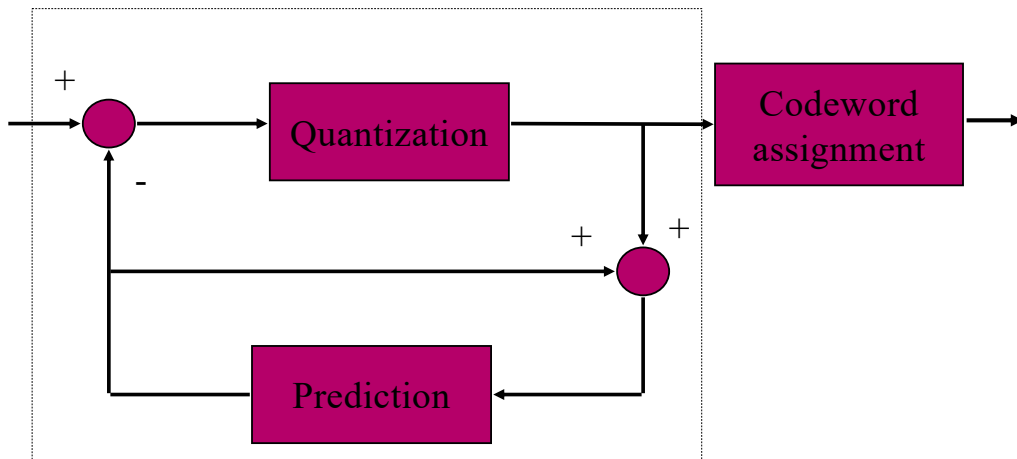 +
Codeword
assignment
Quantization
-
+
+
Prediction